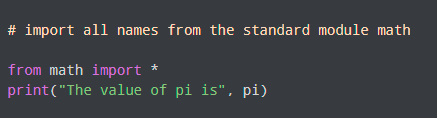 # import all names from the standard module math
from math import *
print("The value of pi is", pi)